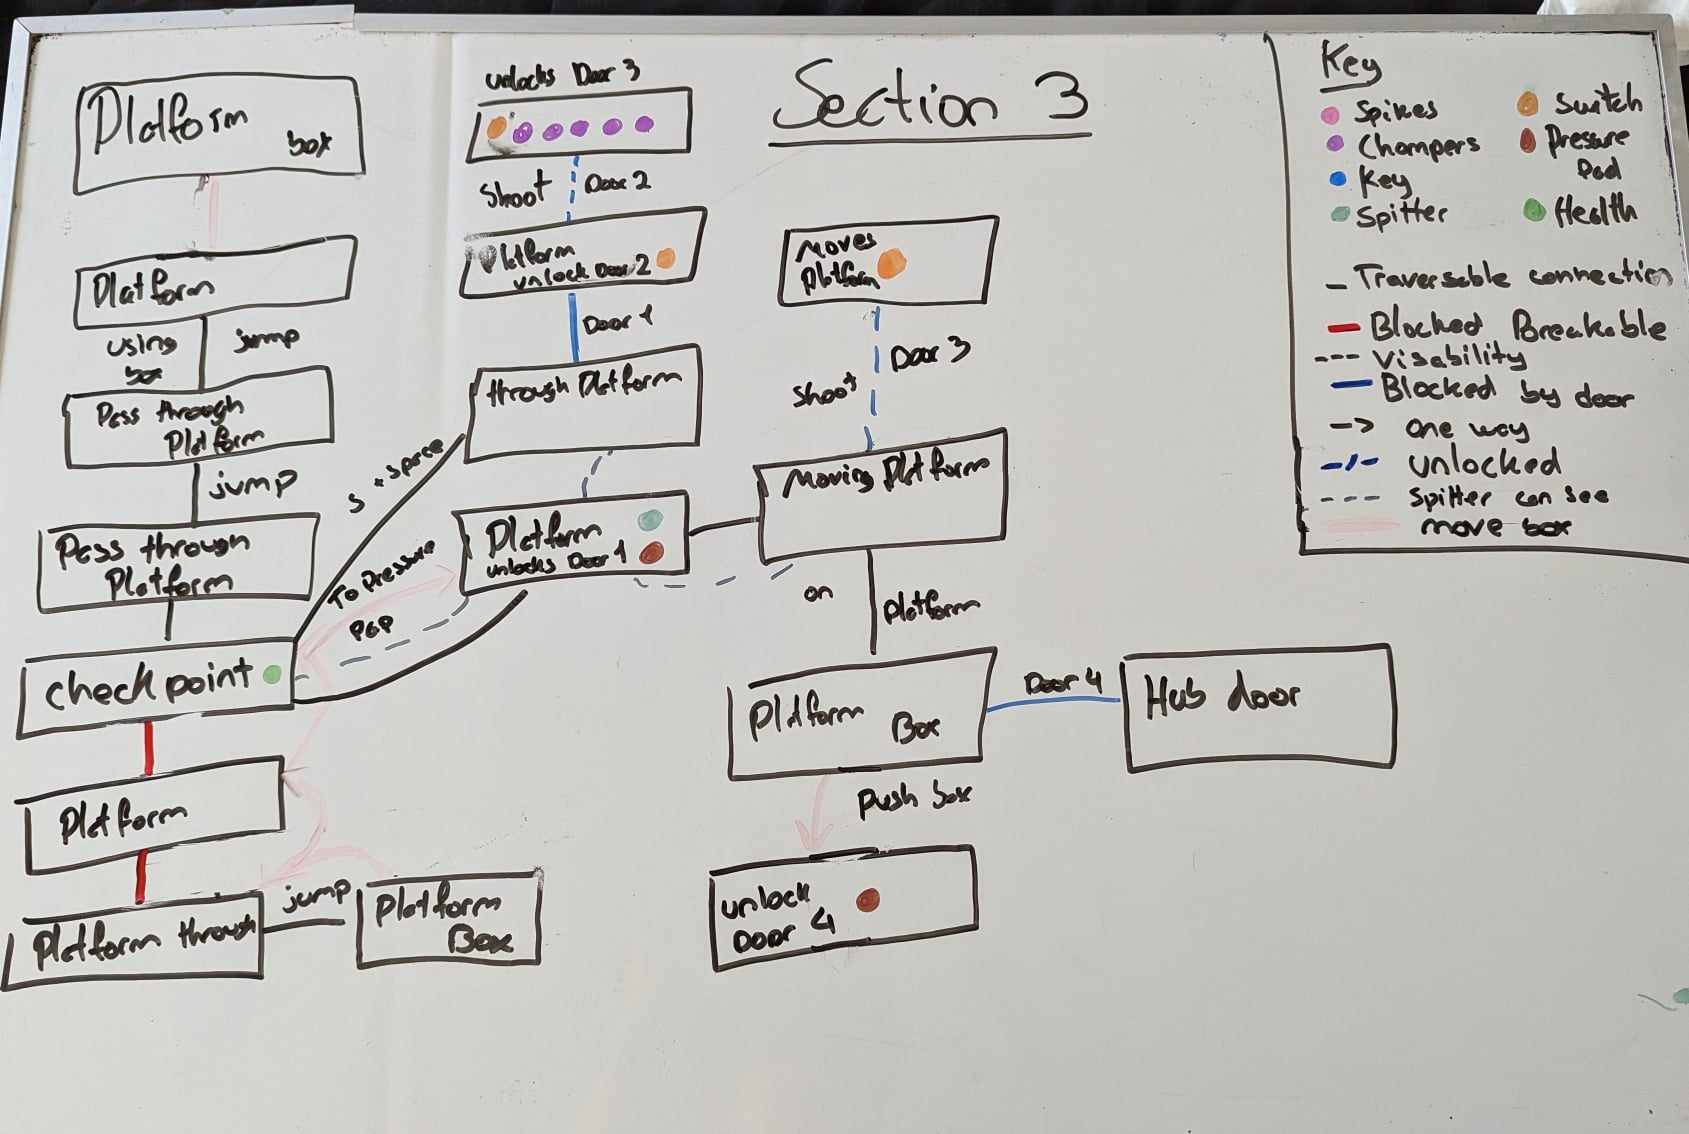 Section 3
Platform
box
Platform
using
box
jump
Pass through
Platform
jump
Pass through
Platform
checkpoint
Platform
Platform through
jump
Platform
Box
unlocks Door 3
Shoot
Door 2
Platform
unlock Door 2
Door 1
through Platform
S + space
Platform
unlocks Door 1
To Pressure
Pap
Moves
Platform
Shoot
Door 3
Moving Platform
on
Platform
Platform
Box
Door 4
Hub door
Push box
unlock
Door 4
Key
Spikes
Chompers
Key
Spitter
Switch
Pressure
Pad
Health
Traversable connection
Blocked Breakable
Visability
Blocked by door
one way
unlocked
Spitter can see
move box